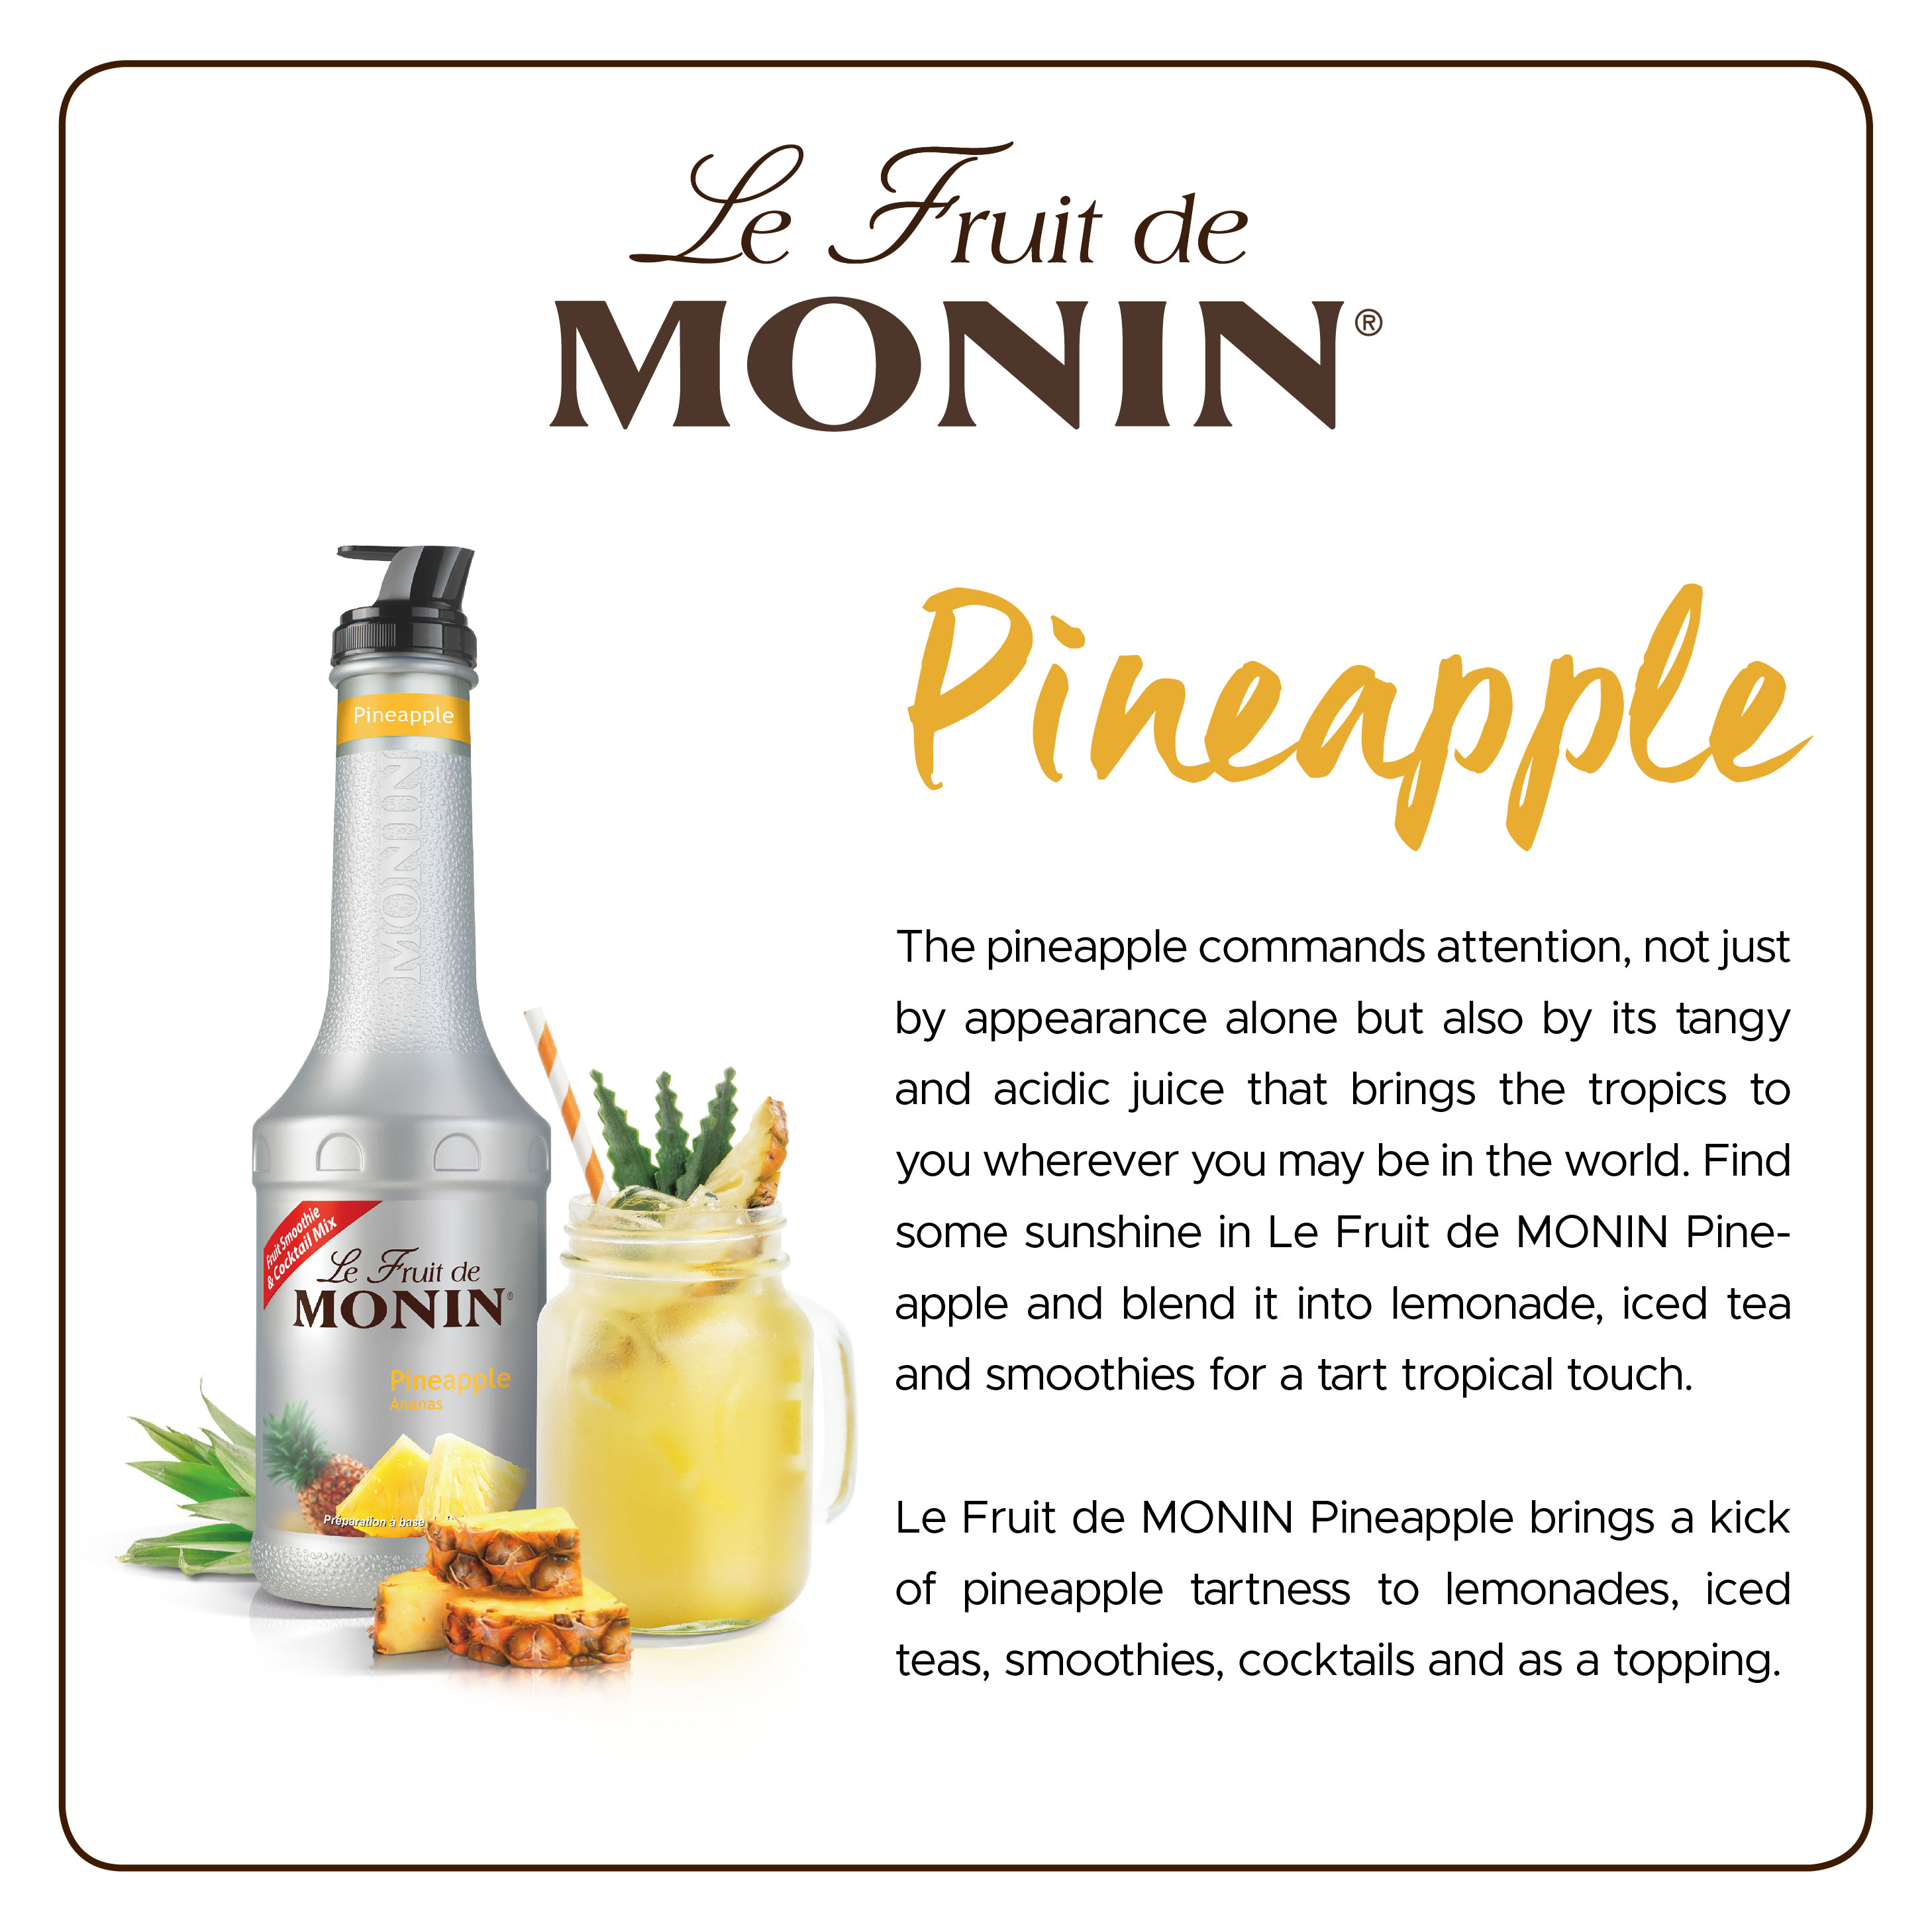 Le Fruit de
MONIN®
Pineapple
Pineapple
MONIN
The pineapple commands attention, not just
by appearance alone but also by its tangy
and acidic juice that brings the tropics to
you wherever you may be in the world. Find
some sunshine in Le Fruit de MONIN Pine-
apple and blend it into lemonade, iced tea
and smoothies for a tart tropical touch.
Le Fruit de MONIN Pineapple brings a kick
of pineapple tartness to lemonades, iced
teas, smoothies, cocktails and as a topping.
Fruit Smoothie
& Cocktail Mix
Le Fruit de
MONIN®
Pineapple
Ananas
Préparation à base